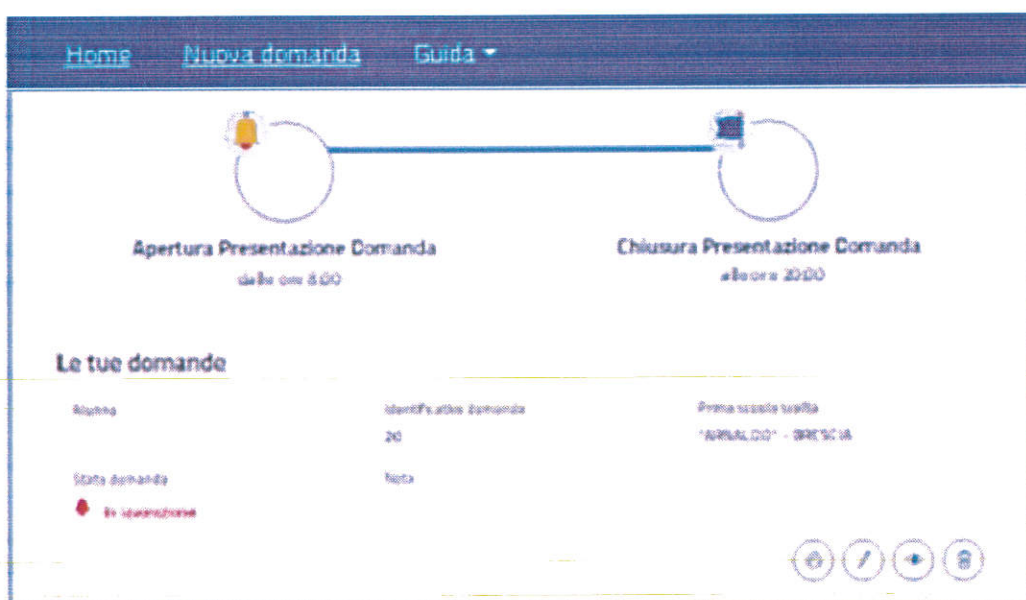 Home Nuova domanda Guida
Apertura Presentazione Domanda Chiusura Presentazione Domanda
dalle ore 8:00 alle ore 20:00
Le tue domande
Alunno Identificativo domanda Prima scuola scelta
20 "ARNALDO" - BRESCIA
Stato domanda Nota
In lavorazione